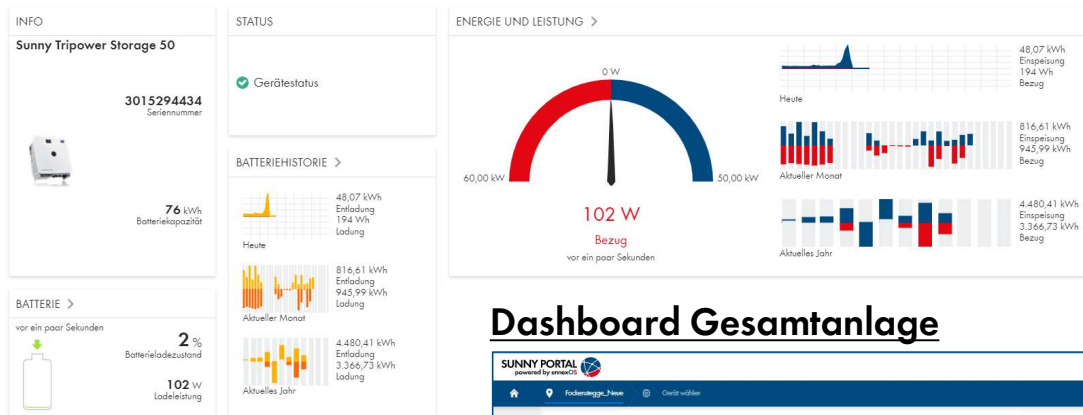 INFO
Sunny Tripower Storage 50
3015294434
Seriennummer
76 kWh
Batteriekapazität
BATTERIE >
vor ein paar Sekunden
2 %
Batterieladezustand
102 W
Ladeleistung
STATUS
Gerätestatus
BATTERIEHISTORIE >
48,07 kWh
Entladung
194 Wh
Ladung
Heute
816,61 kWh
Entladung
945,99 kWh
Ladung
Aktueller Monat
4.480,41 kWh
Entladung
3.366,73 kWh
Ladung
Aktuelles Jahr
ENERGIE UND LEISTUNG >
0 W
60,00 kW
50,00 kW
102 W
Bezug
vor ein paar Sekunden
48,07 kWh
Einspeisung
194 Wh
Bezug
Heute
816,61 kWh
Einspeisung
945,99 kWh
Bezug
Aktueller Monat
4.480,41 kWh
Einspeisung
3.366,73 kWh
Bezug
Aktuelles Jahr
Dashboard Gesamtanlage
SUNNY PORTAL
powered by ennexOS
Fockenstegge_Neue
Gerät wählen